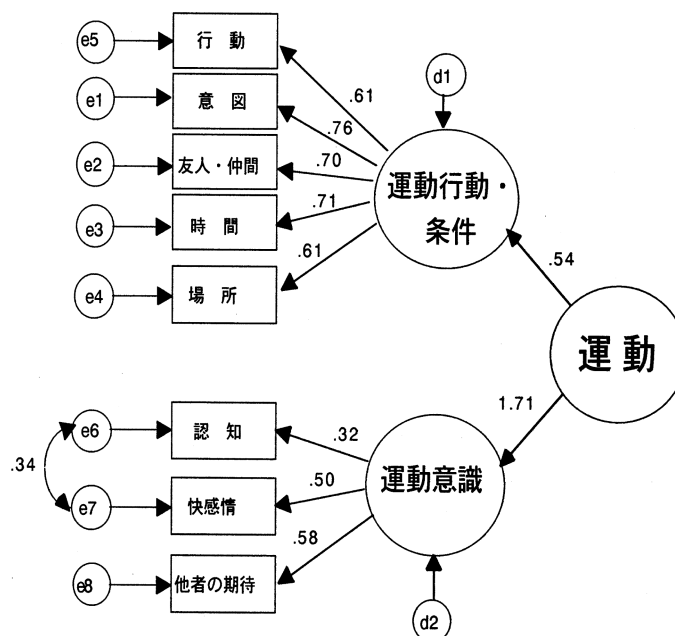 e5
行 動
d1
e1
意 図
.61
.76
e2
友人・仲間
.70
運動行動・
条件
e3
時 間
.71
.61
.54
e4
場 所
運 動
1.71
e6
認 知
.32
.34
運動意識
.50
e7
快感情
.58
e8
他者の期待
d2